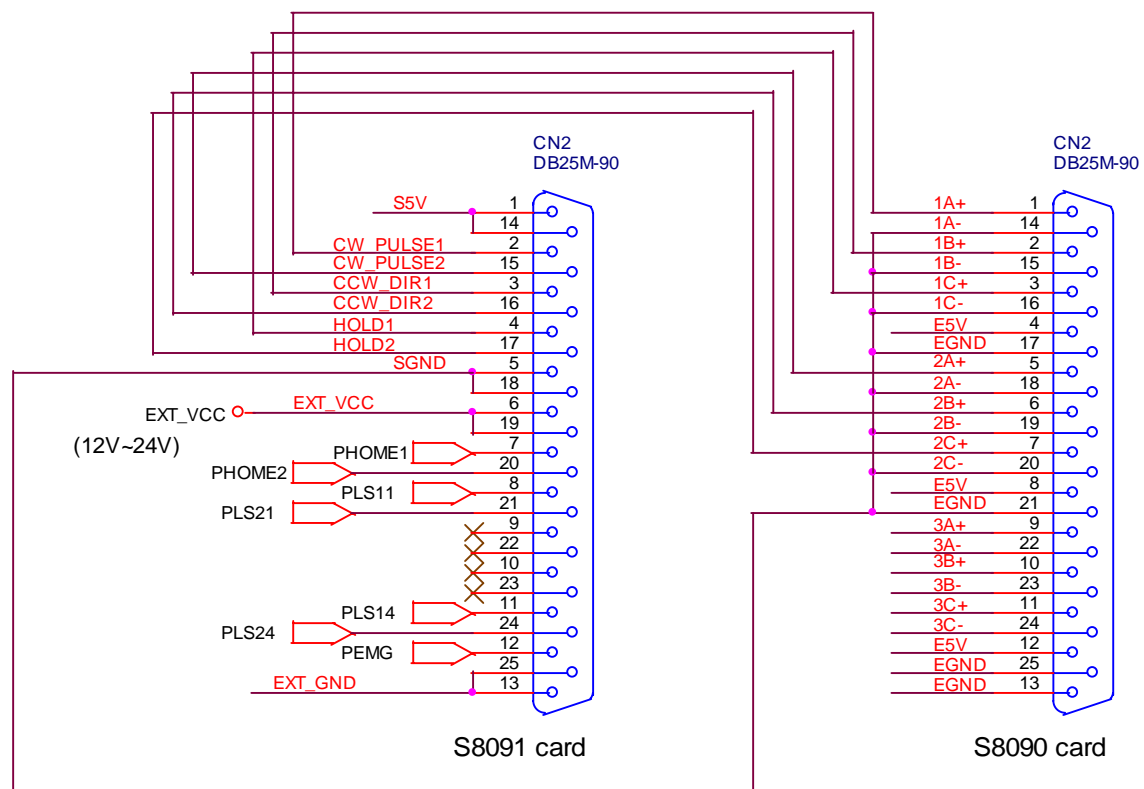 CN2
DB25M-90
S5V 1
14
CW_PULSE1 2
CW_PULSE2 15
CCW_DIR1 3
CCW_DIR2 16
HOLD1 4
HOLD2 17
SGND 5
18
EXT_VCC EXT_VCC 6
(12V~24V) 19
PHOME1 7
PHOME2 20
PLS11 8
PLS21 21
9
22
10
23
PLS14 11
PLS24 24
PEMG 12
25
EXT_GND 13
S8091 card
CN2
DB25M-90
1A+ 1
1A- 14
1B+ 2
1B- 15
1C+ 3
1C- 16
E5V 4
EGND 17
2A+ 5
2A- 18
2B+ 6
2B- 19
2C+ 7
2C- 20
E5V 8
EGND 21
3A+ 9
3A- 22
3B+ 10
3B- 23
3C+ 11
3C- 24
E5V 12
EGND 25
EGND 13
S8090 card